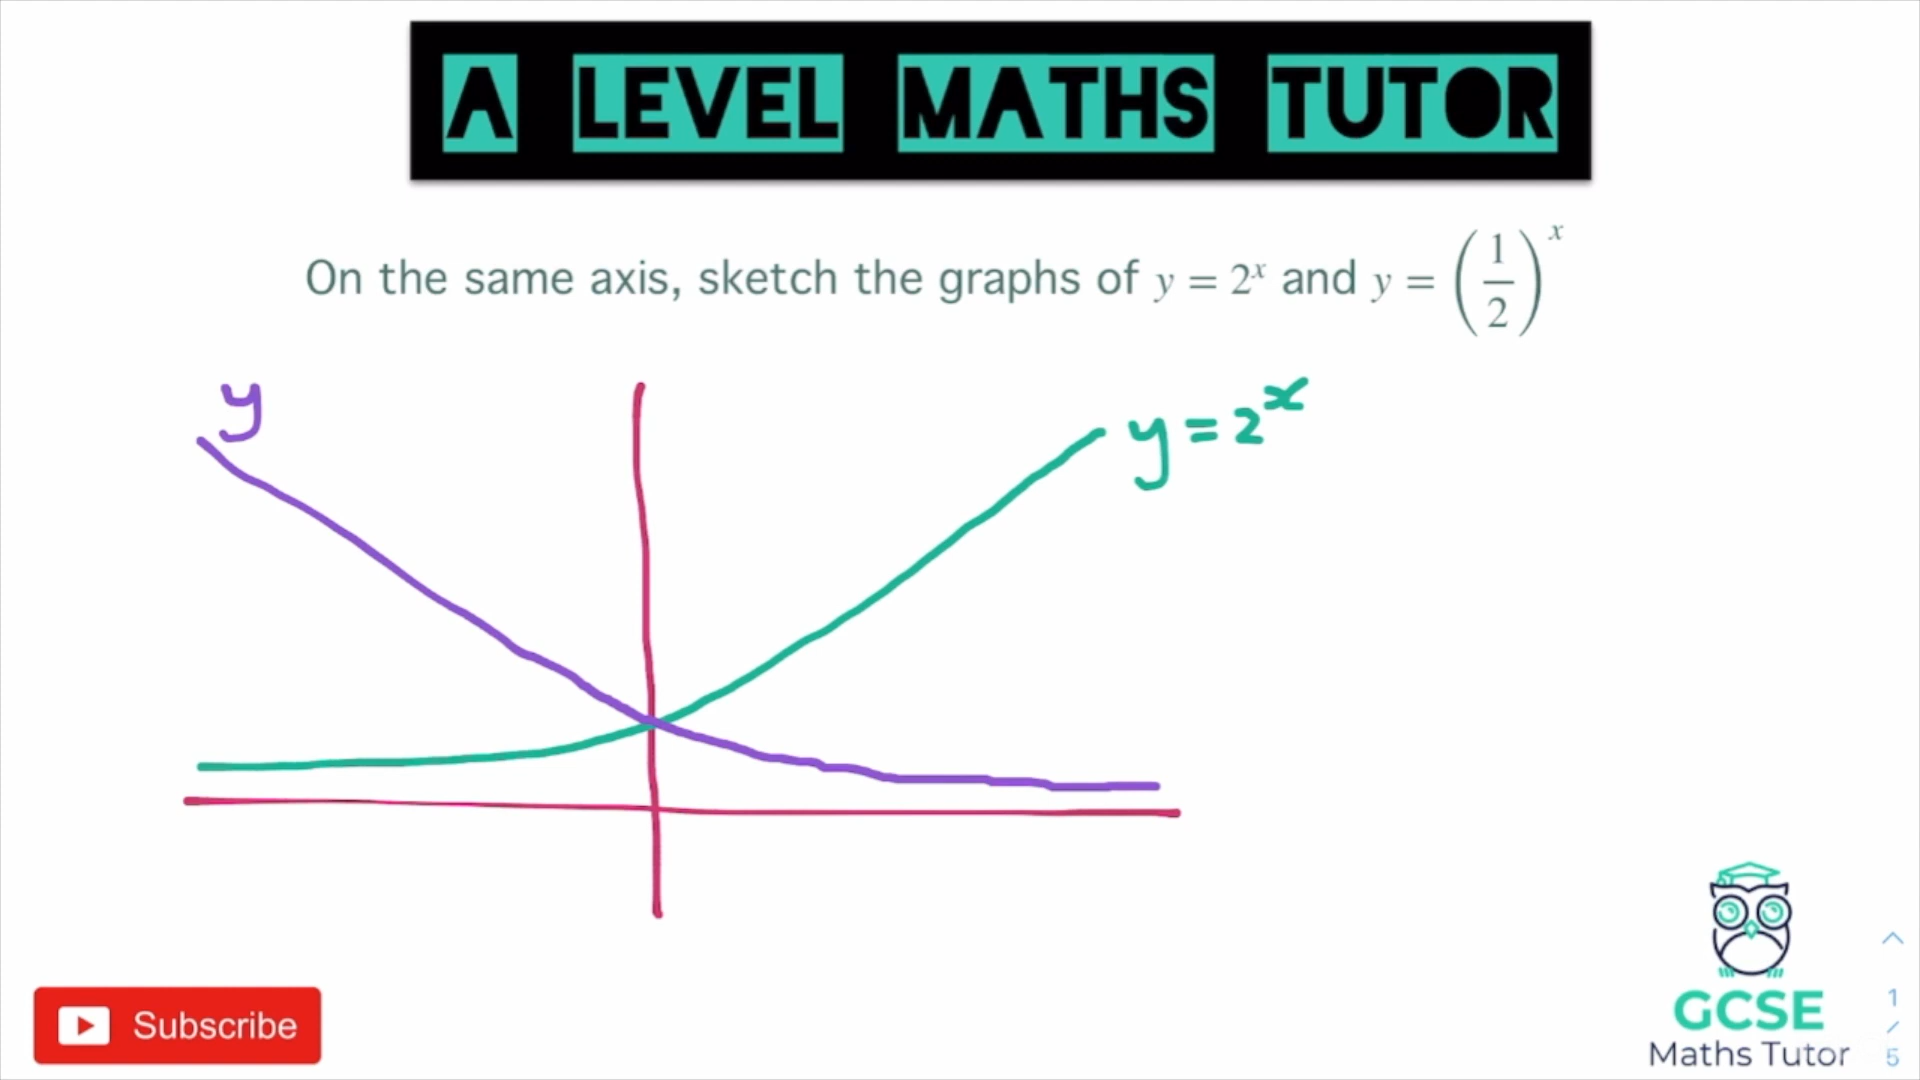 A LEVEL MATHS TUTOR
On the same axis, sketch the graphs of y = 2^x and y = (1/2)^x
y
y = 2^x
Subscribe
GCSE
Maths Tutor
1
/
5